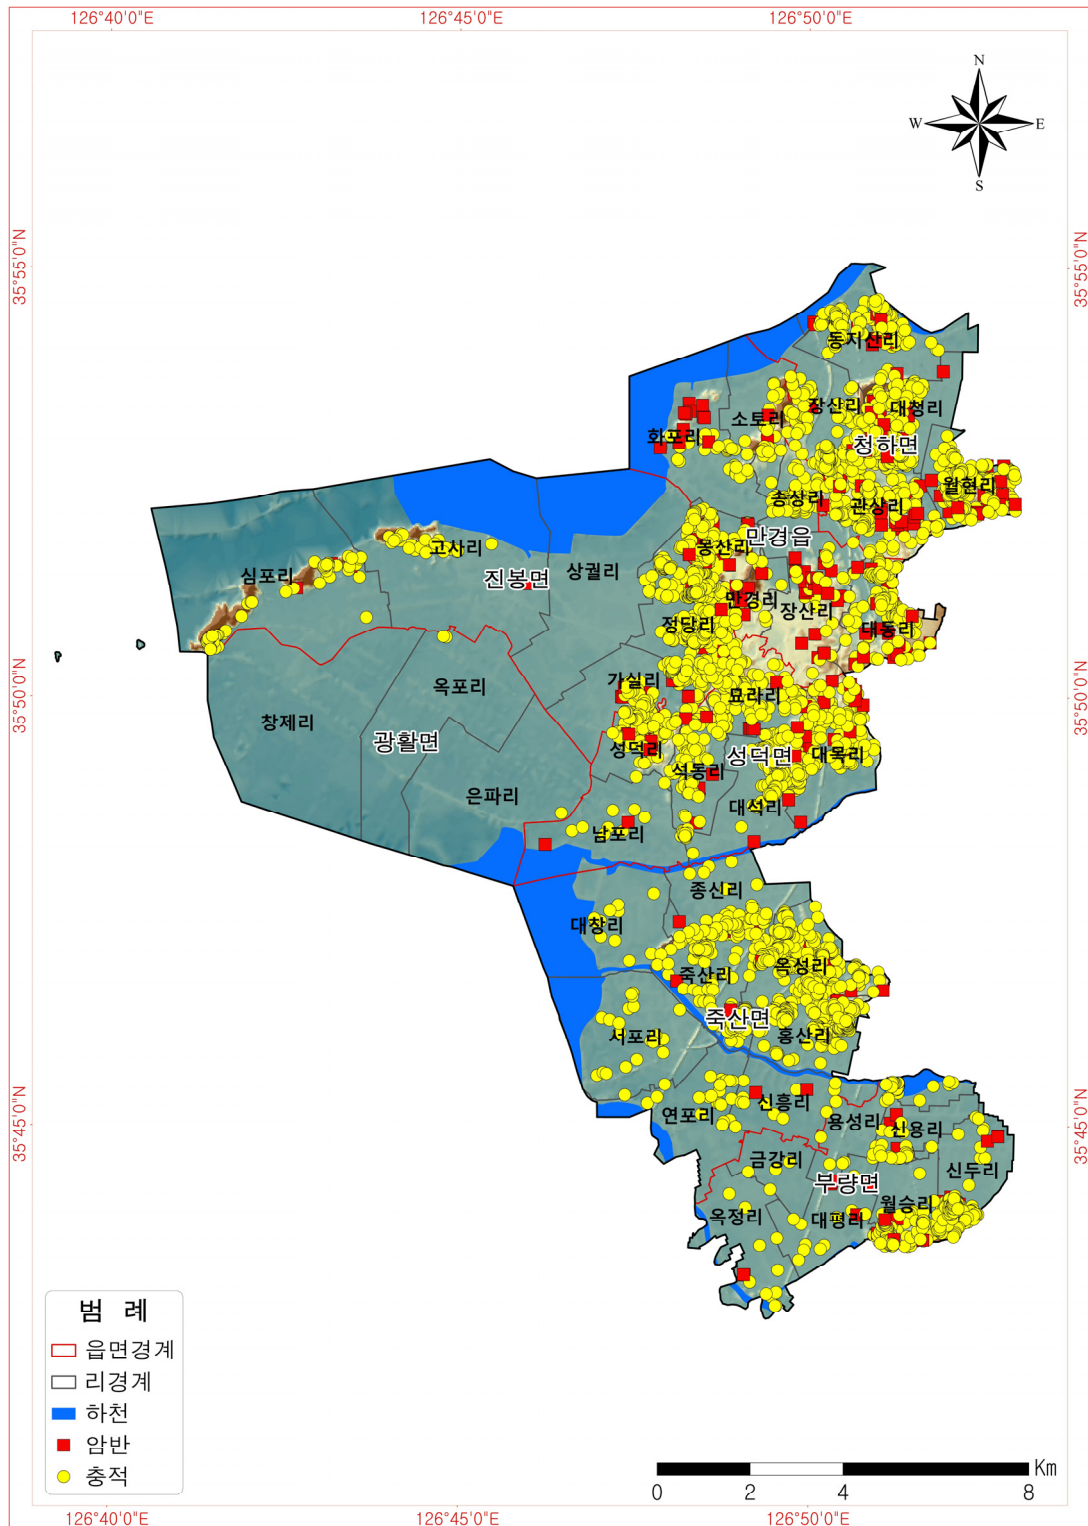 126°40'0"E 126°45'0"E 126°50'0"E
N
W E
S
35°55'0"N 35°55'0"N
동지산리
장산리 대청리
소토리
화포리 청하면
월현리
송상리 관상리
만경읍
몽산리
고사리
상궐리
심포리 진봉면
만경리
장산리
정당리 대동리
가실리
옥포리
묘라리
35°50'0"N 35°50'0"N
창제리
광활면
성덕리 성덕면 대목리
석동리
은파리
대석리
남포리
종신리
대창리
옥성리
죽산리
죽산면
서포리 홍산리
신흥리
연포리 용성리 신용리
35°45'0"N 35°45'0"N
금강리
신두리
부량면
월승리
옥정리 대평리
범 례
읍면경계
리경계
하천
암반
충적
Km
0 2 4 8
126°40'0"E 126°45'0"E 126°50'0"E